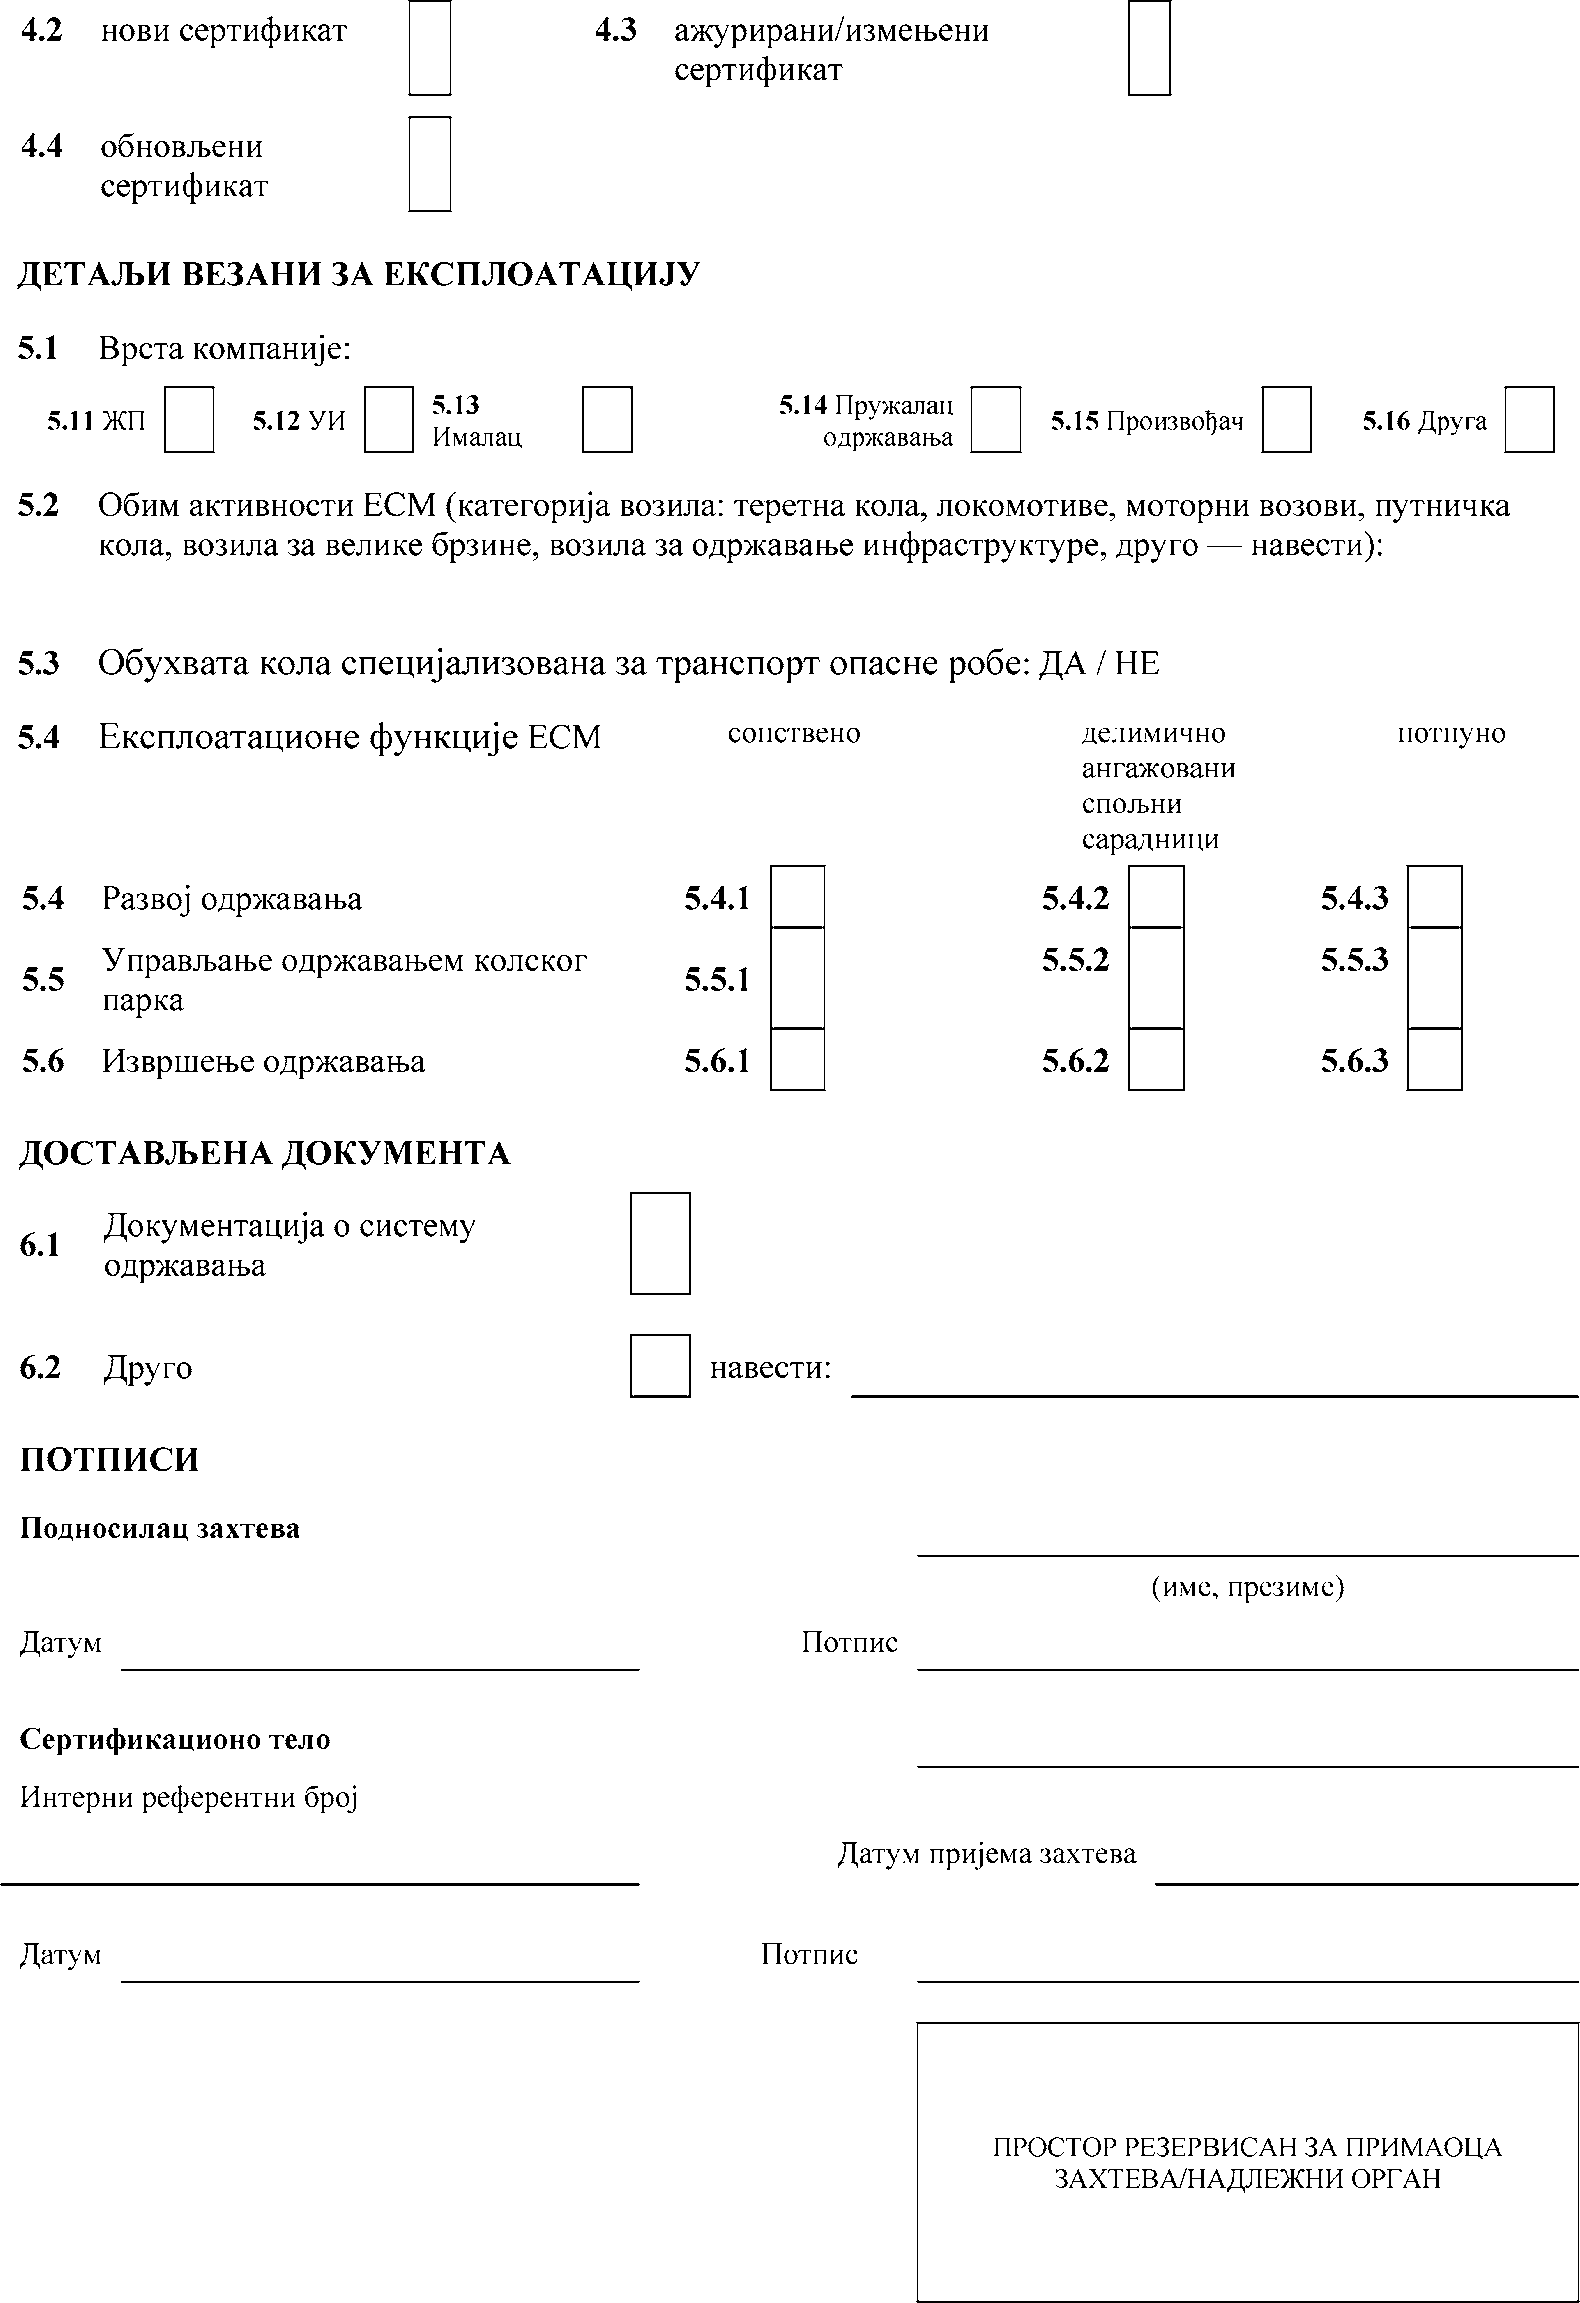 4.2 нови сертификат 4.3 ажурирани/измењени
сертификат
4.4 обновљени
сертификат
ДЕТАЉИ ВЕЗАНИ ЗА ЕКСПЛОАТАЦИЈУ
5.1 Врста компаније:
5.11 ЖП 5.12 УИ 5.13 Ималац 5.14 Пружалац одржавања 5.15 Произвођач 5.16 Друга
5.2 Обим активности ECM (категорија возила: теретна кола, локомотиве, моторни возови, путничка
кола, возила за велике брзине, возила за одржавање инфраструктуре, друго — навести):
5.3 Обухвата кола специјализована за транспорт опасне робе: ДА / НЕ
5.4 Експлоатационе функције ECM сопствено делимично потпуно
ангажовани
спољни
сарадници
5.4 Развој одржавања 5.4.1 5.4.2 5.4.3
5.5 Управљање одржавањем колског
парка 5.5.1 5.5.2 5.5.3
5.6 Извршење одржавања 5.6.1 5.6.2 5.6.3
ДОСТАВЉЕНА ДОКУМЕНТА
6.1 Документација о систему
одржавања
6.2 Друго навести:
ПОТПИСИ
Подносилац захтева
(име, презиме)
Датум Потпис
Сертификационо тело
Интерни референтни број
Датум пријема захтева
Датум Потпис
ПРОСТОР РЕЗЕРВИСАН ЗА ПРИМАОЦА
ЗАХТЕВА/НАДЛЕЖНИ ОРГАН